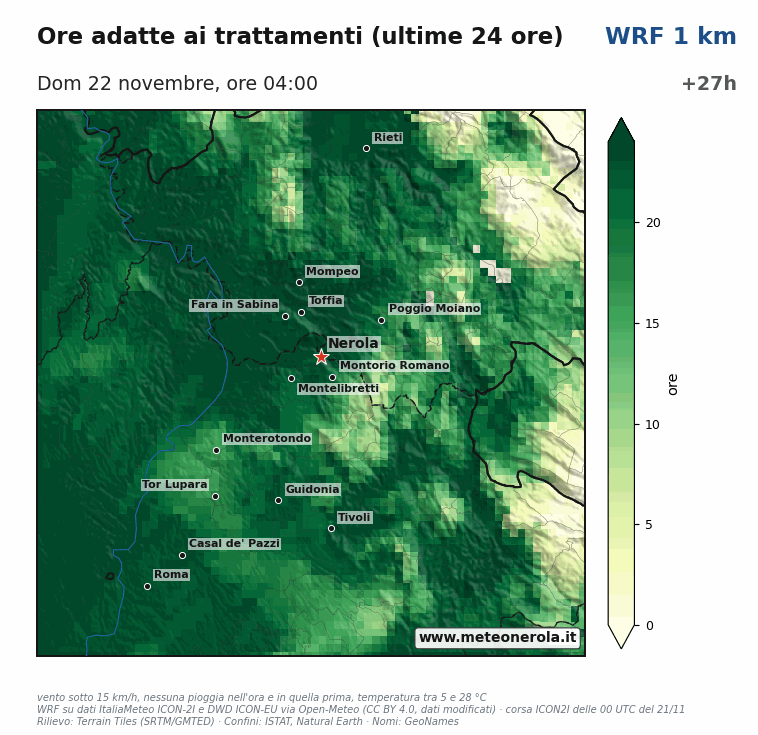 Ore adatte ai trattamenti (ultime 24 ore)
WRF 1 km
Dom 22 novembre, ore 04:00
+27h
Rieti
Mompeo
Fara in Sabina
Toffia
Poggio Moiano
Nerola
Montorio Romano
Montelibretti
Monterotondo
Tor Lupara
Guidonia
Tivoli
Casal de' Pazzi
Roma
www.meteonerola.it
20
15
10
5
0
ore
vento sotto 15 km/h, nessuna pioggia nell'ora e in quella prima, temperatura tra 5 e 28 °C
WRF su dati ItaliaMeteo ICON-2I e DWD ICON-EU via Open-Meteo (CC BY 4.0, dati modificati) · corsa ICON2I delle 00 UTC del 21/11
Rilievo: Terrain Tiles (SRTM/GMTED) · Confini: ISTAT, Natural Earth · Nomi: GeoNames